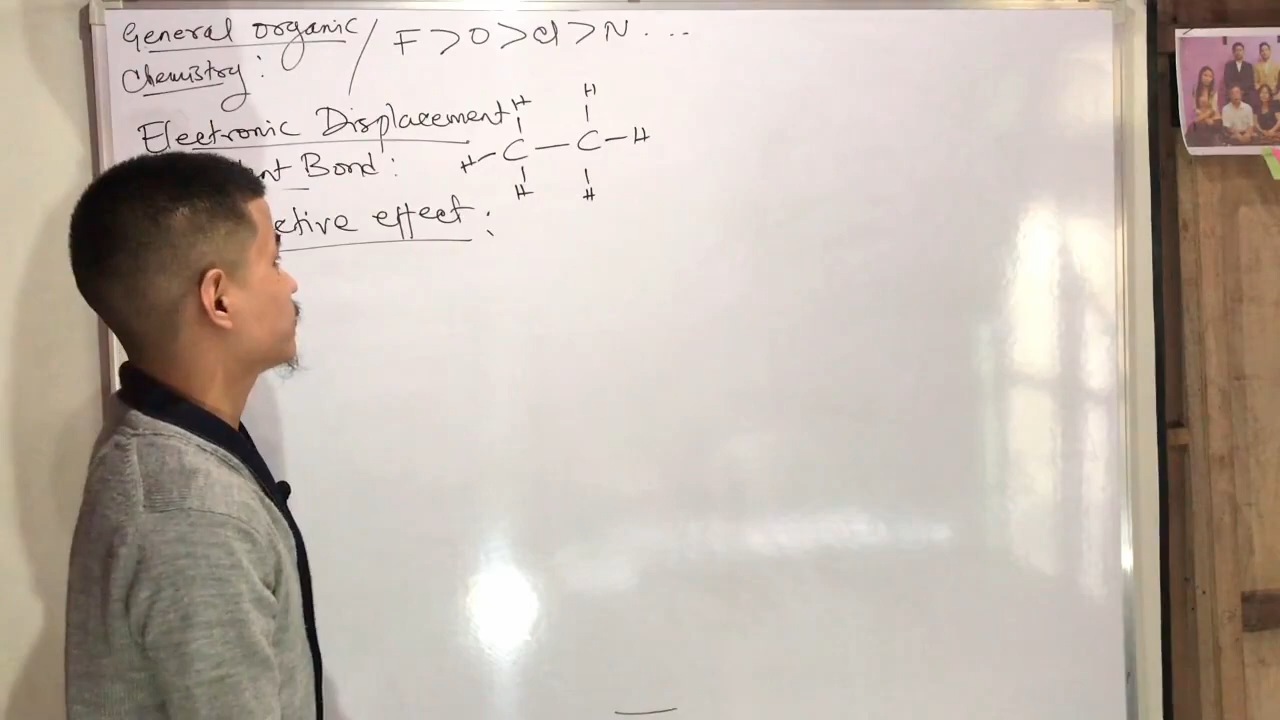 General organic / F > O > Cl > N ...
Chemistry :
Electronic Displacement
Bond :
effect :
H H
H - C - C - H
H H